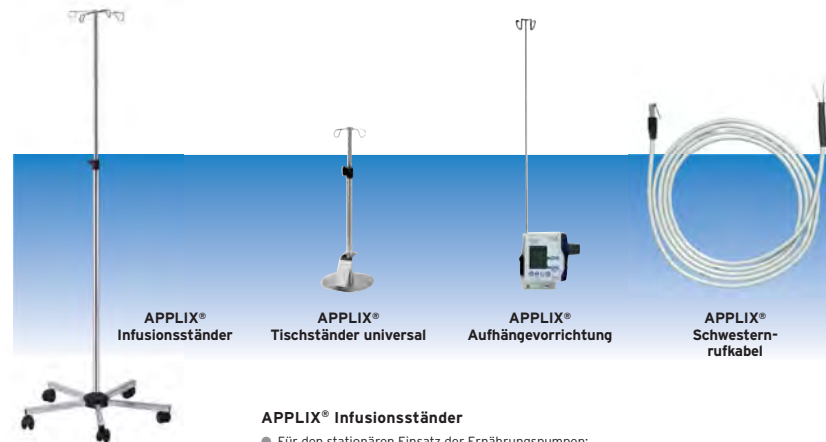 APPLIX®
Infusionsständer
APPLIX®
Tischständer universal
APPLIX®
Aufhängevorrichtung
APPLIX®
Schwestern-
rufkabel
APPLIX® Infusionsständer
Für den stationären Einsatz der Ernährungspumpen: